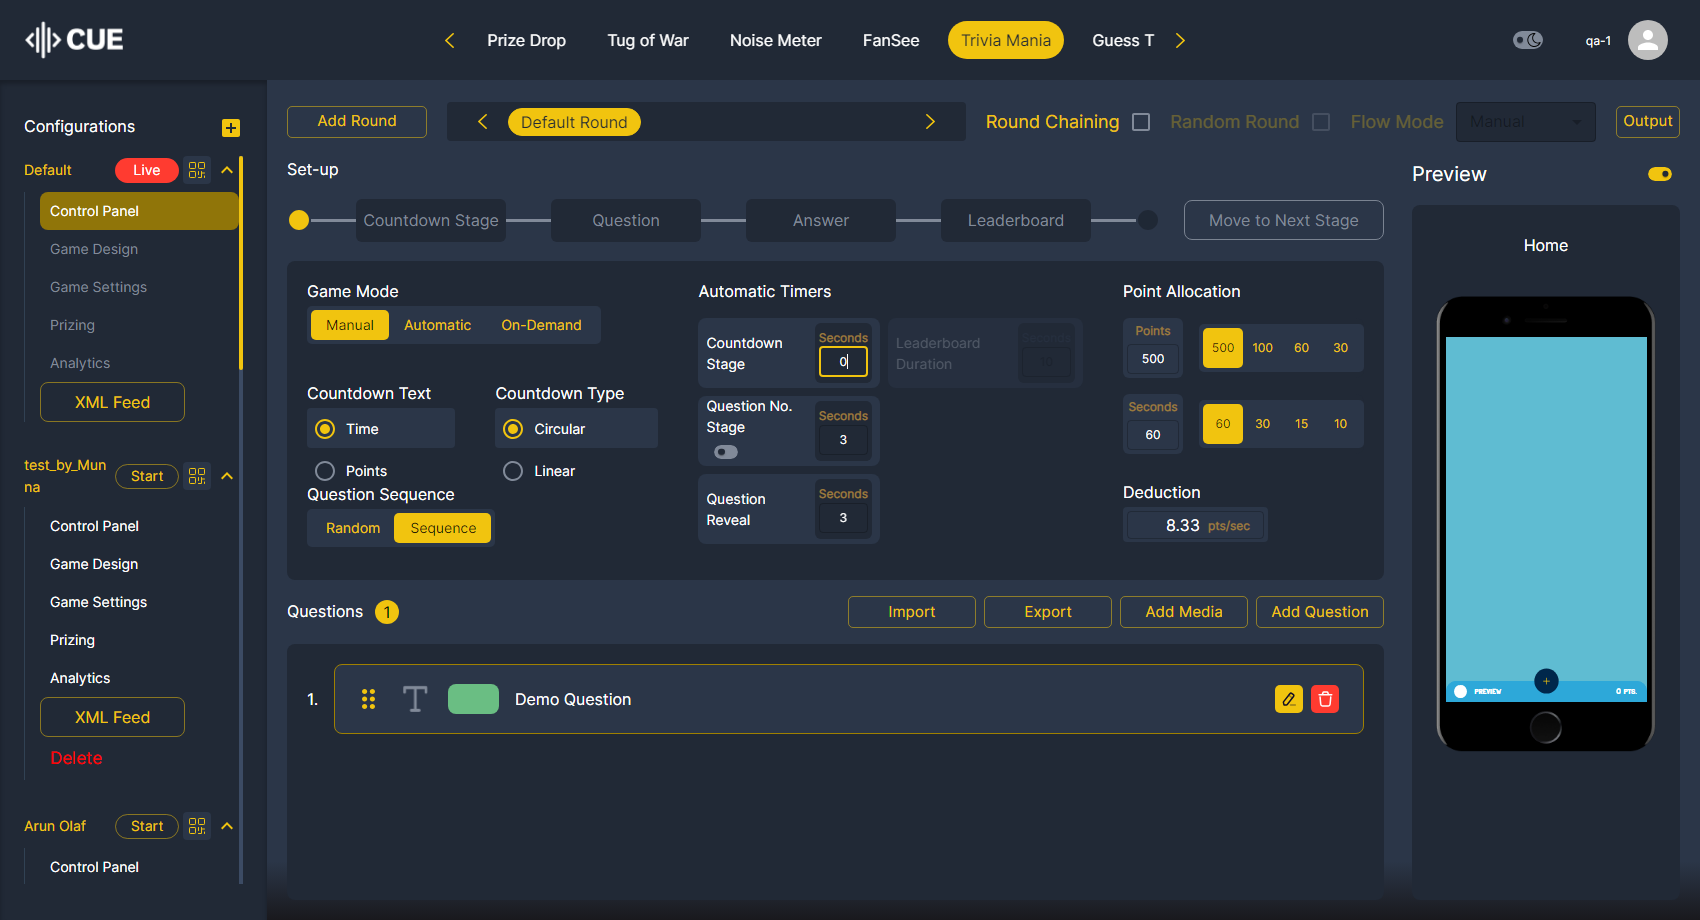 CUE
Prize Drop
Tug of War
Noise Meter
FanSee
Trivia Mania
Guess T
qa-1
Configurations
Default
Live
Control Panel
Game Design
Game Settings
Prizing
Analytics
XML Feed
test_by_Mun
na
Start
Control Panel
Game Design
Game Settings
Prizing
Analytics
XML Feed
Delete
Arun Olaf
Start
Control Panel
Add Round
Default Round
Round Chaining
Random Round
Flow Mode
Manual
Output
Set-up
Countdown Stage
Question
Answer
Leaderboard
Move to Next Stage
Game Mode
Manual
Automatic
On-Demand
Countdown Text
Time
Points
Countdown Type
Circular
Linear
Question Sequence
Random
Sequence
Automatic Timers
Countdown
Stage
Seconds
0
Leaderboard
Duration
Seconds
10
Question No.
Stage
Seconds
3
Question
Reveal
Seconds
3
Point Allocation
Points
500
500
100
60
30
Seconds
60
60
30
15
10
Deduction
8.33 pts/sec
Questions 1
Import
Export
Add Media
Add Question
1.
T
Demo Question
Preview
Home
PREVIEW
0 PTS.